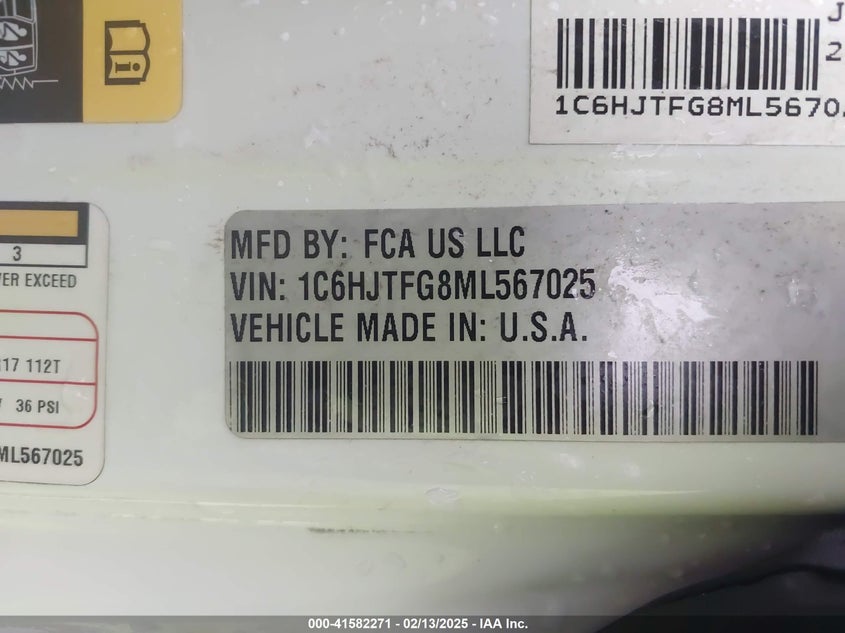 J
2
1C6HJTFG8ML5670
MFD BY: FCA US LLC
VIN: 1C6HJTFG8ML567025
VEHICLE MADE IN: U.S.A.
3
VER EXCEED
R17 112T
36 PSI
ML567025
000-41582271 - 02/13/2025 - IAA Inc.